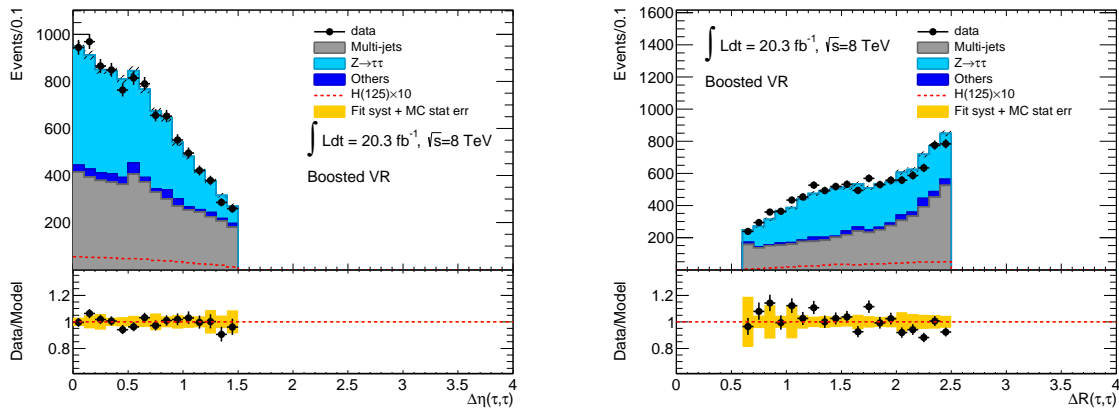 Events/0.1
1000
800
600
400
200
data
Multi-jets
Z→ττ
Others
H(125)×10
Fit syst + MC stat err
∫ Ldt = 20.3 fb⁻¹, √s=8 TeV
Boosted VR
Data/Model
1.2
1
0.8
0 0.5 1 1.5 2 2.5 3 3.5 4
Δη(τ,τ)
Events/0.1
1600
1400
1200
1000
800
600
400
200
∫ Ldt = 20.3 fb⁻¹, √s=8 TeV
Boosted VR
data
Multi-jets
Z→ττ
Others
H(125)×10
Fit syst + MC stat err
Data/Model
1.2
1
0.8
0 0.5 1 1.5 2 2.5 3 3.5 4
ΔR(τ,τ)